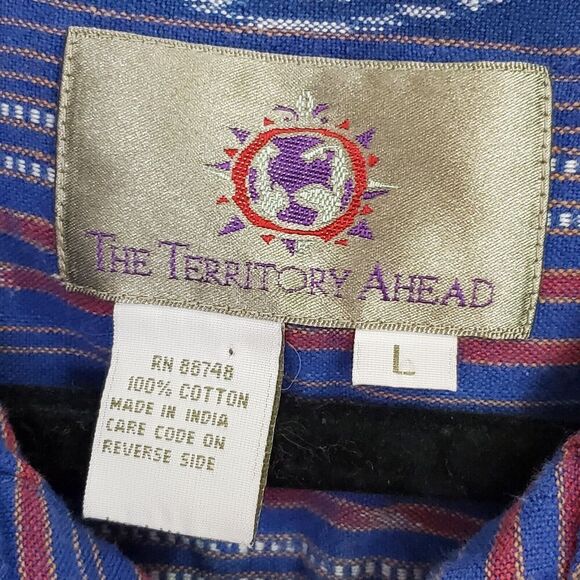 THE TERRITORY AHEAD
L
RN 88748
100% COTTON
MADE IN INDIA
CARE CODE ON
REVERSE SIDE